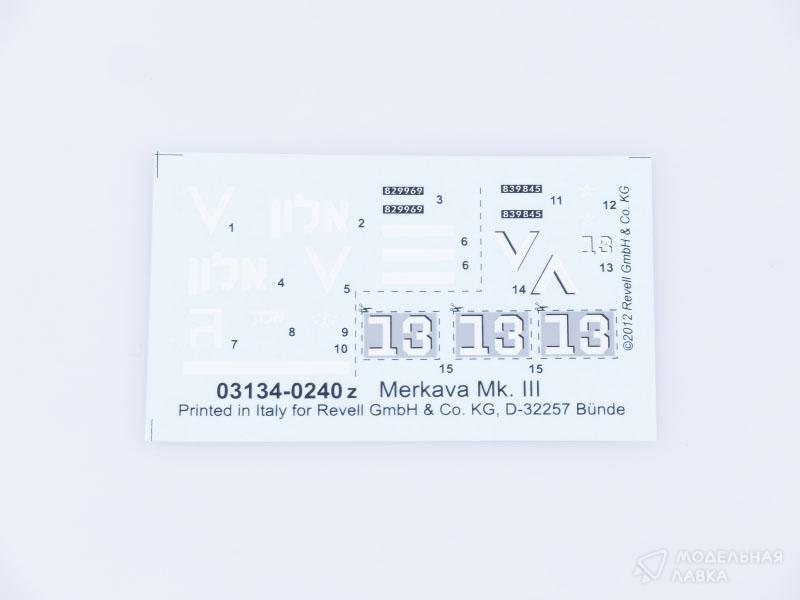 829969
839845
829969
3
11
12
839845
V
1
אלון
2
6
13
13
6
14
אלון
4
V
5
ΛΟ
7
8
9
10
13
13
13
15
15
03134-0240 z Merkava Mk. III
Printed in Italy for Revell GmbH & Co. KG, D-32257 Bünde
©2012 Revell GmbH & Co. KG
МОДЕЛЬНАЯ
ЛАВКА